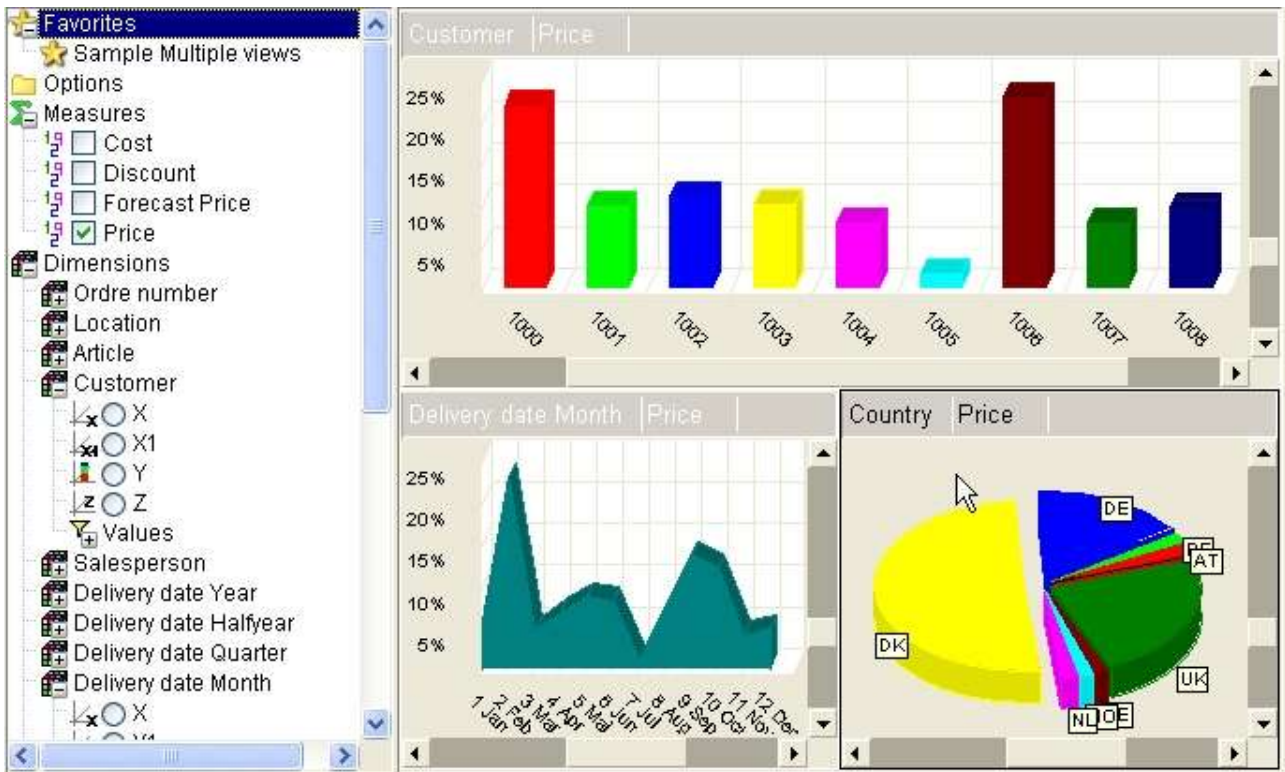 Favorites
Sample Multiple views
Options
Measures
Cost
Discount
Forecast Price
Price
Dimensions
Ordre number
Location
Article
Customer
X
X1
Y
Z
Values
Salesperson
Delivery date Year
Delivery date Halfyear
Delivery date Quarter
Delivery date Month
X
Customer Price
25%
20%
15%
10%
5%
1000 1001 1002 1003 1004 1005 1006 1007 1008
Delivery date Month Price
25%
20%
15%
10%
5%
1 Jan 2 Feb 3 Mar 4 Apr 5 Maj 6 Jun 7 Jul 8 Aug 9 Sep 10 Oct 11 Nov 12 Dec
Country Price
DE
AT
DK
UK
NL